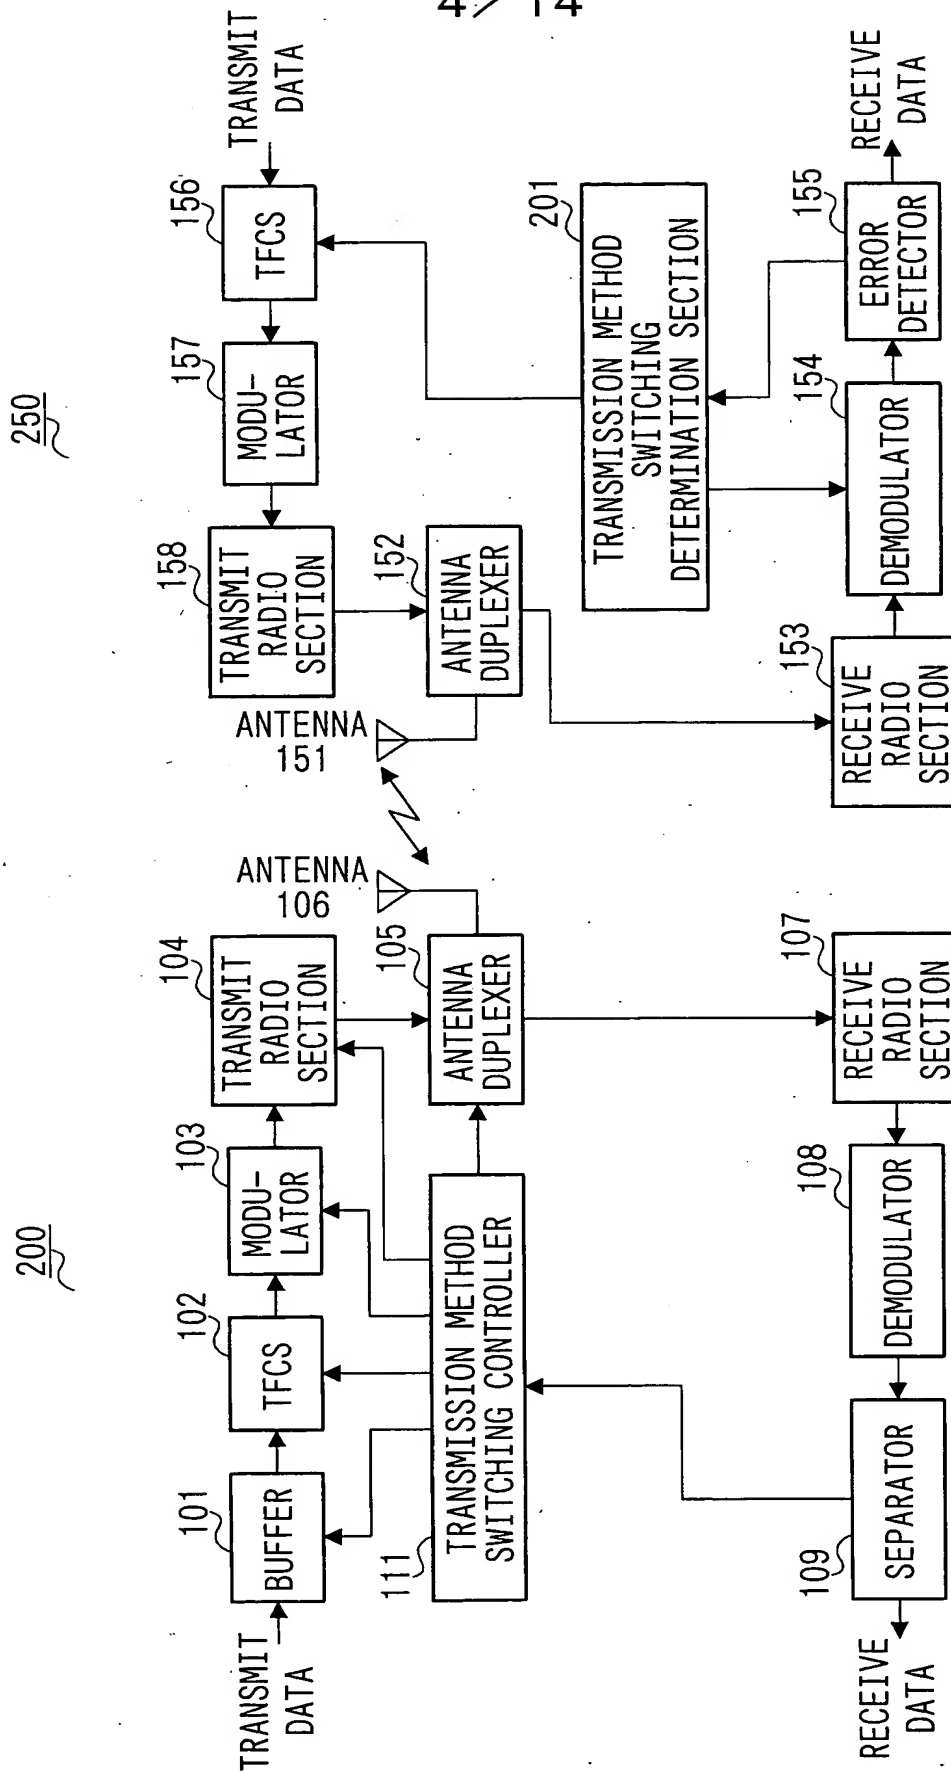 4/14
200
TRANSMIT
DATA
101
BUFFER
102
TFCS
103
MODU-
LATOR
104
TRANSMIT
RADIO
SECTION
111
TRANSMISSION METHOD
SWITCHING CONTROLLER
105
ANTENNA
DUPLEXER
ANTENNA
106
RECEIVE
DATA
109
SEPARATOR
108
DEMODULATOR
107
RECEIVE
RADIO
SECTION
250
158
TRANSMIT
RADIO
SECTION
157
MODU-
LATOR
156
TFCS
TRANSMIT
DATA
ANTENNA
151
152
ANTENNA
DUPLEXER
201
TRANSMISSION METHOD
SWITCHING
DETERMINATION SECTION
153
RECEIVE
RADIO
SECTION
154
DEMODULATOR
155
ERROR
DETECTOR
RECEIVE
DATA